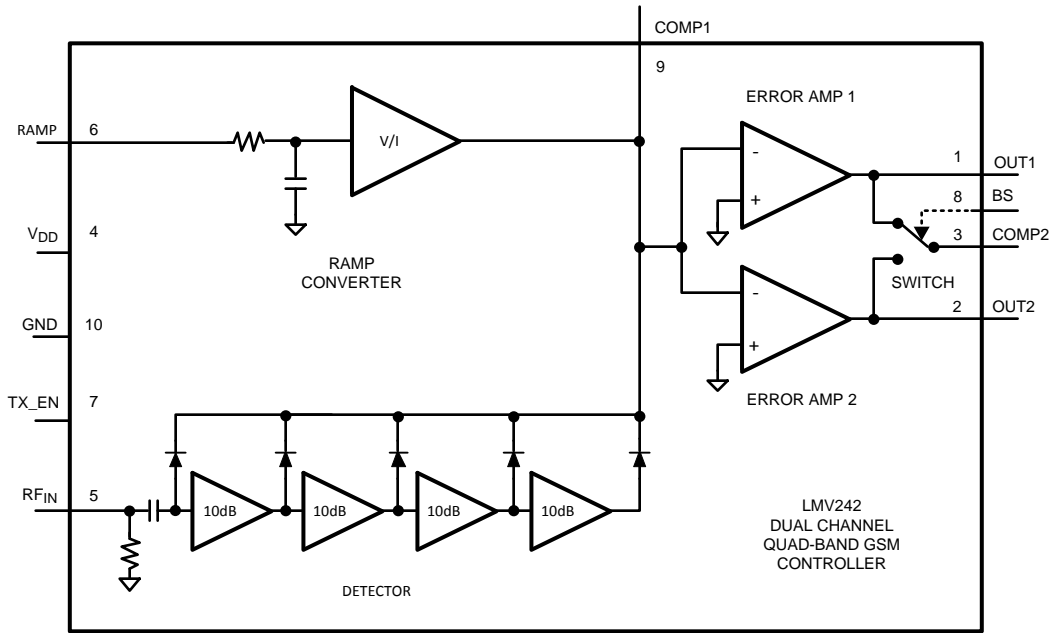 COMP1
9
ERROR AMP 1
RAMP
6
V/I
-
+
1
OUT1
8
BS
3
COMP2
VDD
4
RAMP
CONVERTER
SWITCH
-
+
2
OUT2
GND
10
ERROR AMP 2
TX_EN
7
RFIN
5
10dB
10dB
10dB
10dB
LMV242
DUAL CHANNEL
QUAD-BAND GSM
CONTROLLER
DETECTOR